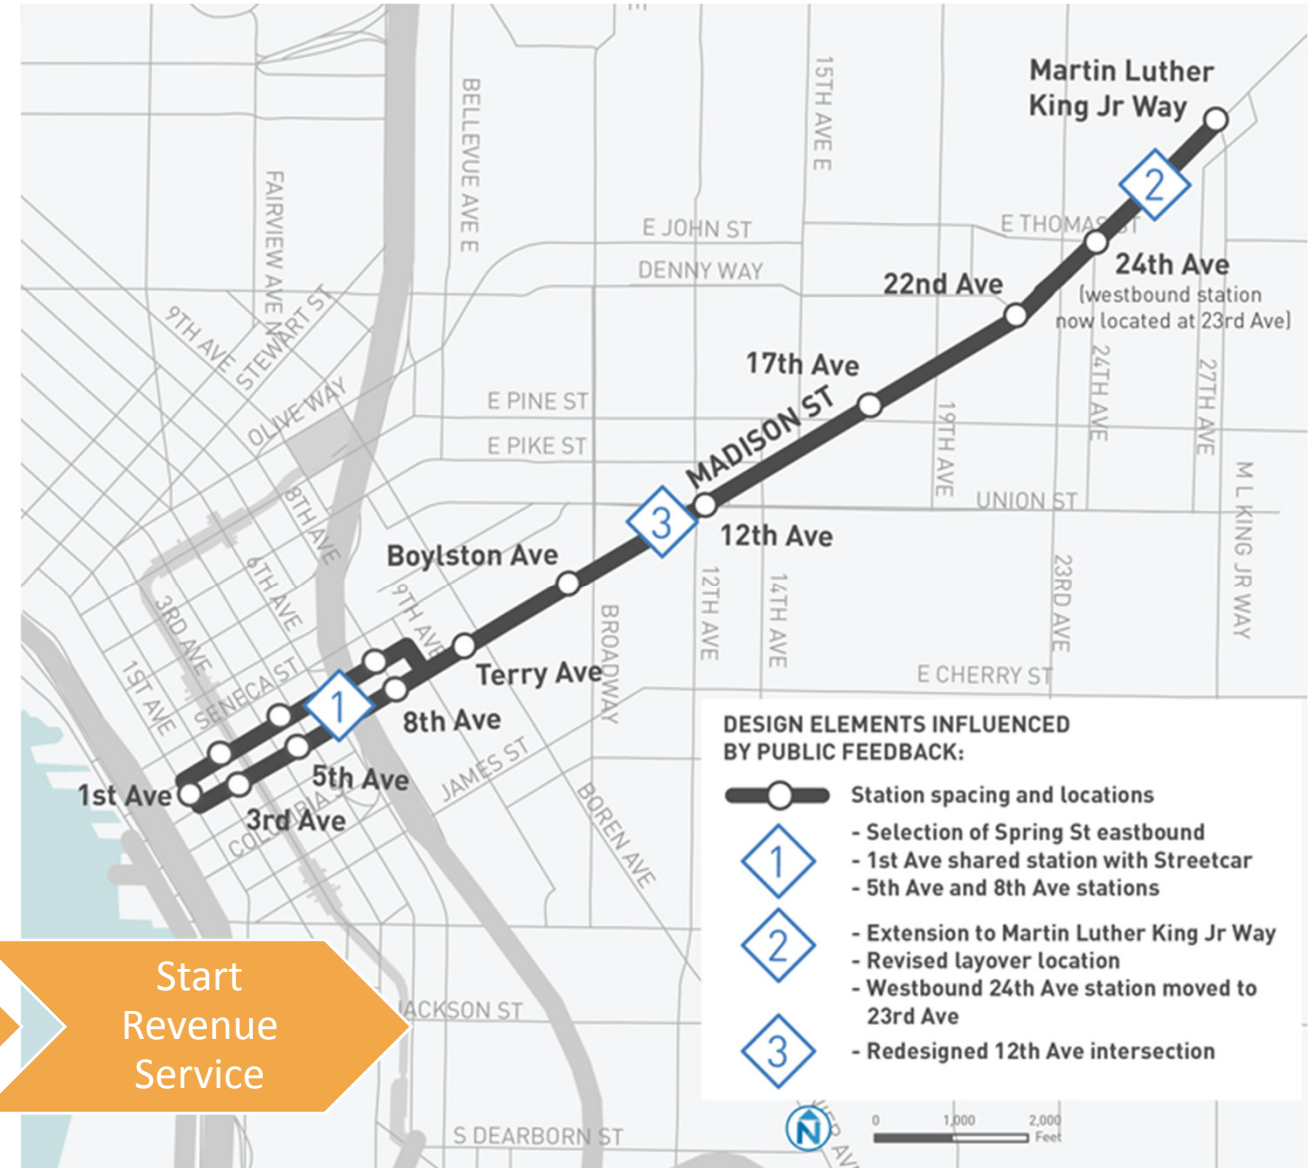 Martin Luther
King Jr Way
15TH AVE E
BELLEVUE AVE E
FAIRVIEW AVE N
2
E JOHN ST
E THOMAS ST
DENNY WAY
24th Ave
(westbound station
now located at 23rd Ave)
22nd Ave
9TH AVE
STEWART ST
17th Ave
24TH AVE
27TH AVE
OLIVE WAY
E PINE ST
MADISON ST
19TH AVE
E PIKE ST
M L KING JR WAY
UNION ST
8TH AVE
3
12th Ave
Boylston Ave
6TH AVE
9TH AVE
12TH AVE
14TH AVE
23RD AVE
3RD AVE
BROADWAY
1ST AVE
SENECA ST
Terry Ave
E CHERRY ST
1
8th Ave
5th Ave
JAMES ST
1st Ave
3rd Ave
BOREN AVE
DESIGN ELEMENTS INFLUENCED
BY PUBLIC FEEDBACK:
Station spacing and locations
1
- Selection of Spring St eastbound
- 1st Ave shared station with Streetcar
- 5th Ave and 8th Ave stations
2
- Extension to Martin Luther King Jr Way
- Revised layover location
- Westbound 24th Ave station moved to
23rd Ave
3
- Redesigned 12th Ave intersection
Start
Revenue
Service
JACKSON ST
S DEARBORN ST
N
0 1,000 2,000
Feet